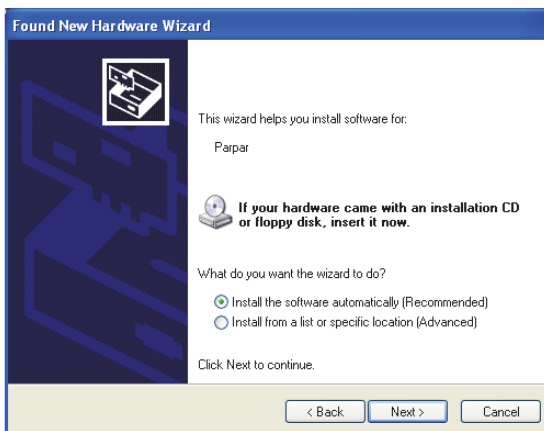 Found New Hardware Wizard
This wizard helps you install software for:
Parpar
If your hardware came with an installation CD
or floppy disk, insert it now.
What do you want the wizard to do?
Install the software automatically (Recommended)
Install from a list or specific location (Advanced)
Click Next to continue.
< Back
Next >
Cancel